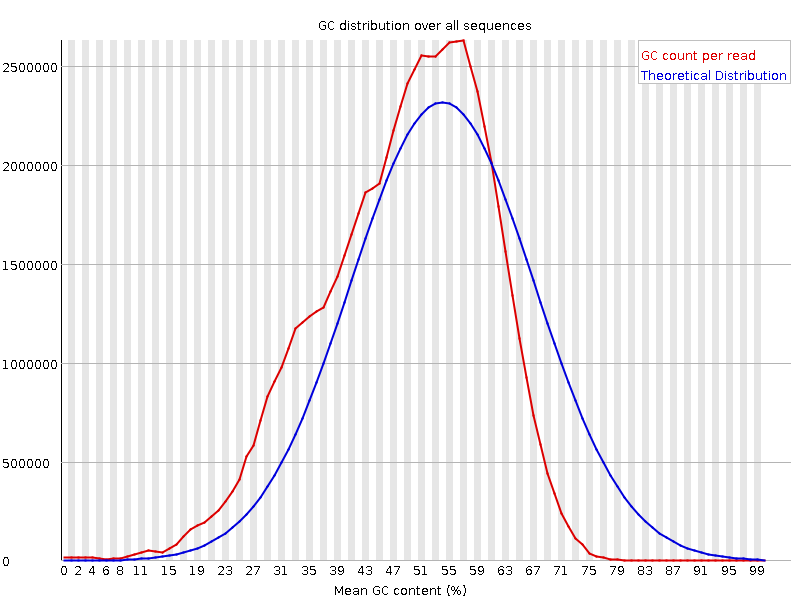 GC distribution over all sequences
GC count per read
Theoretical Distribution
2500000
2000000
1500000
1000000
500000
0
0 2 4 6 8 11 15 19 23 27 31 35 39 43 47 51 55 59 63 67 71 75 79 83 87 91 95 99
Mean GC content (%)